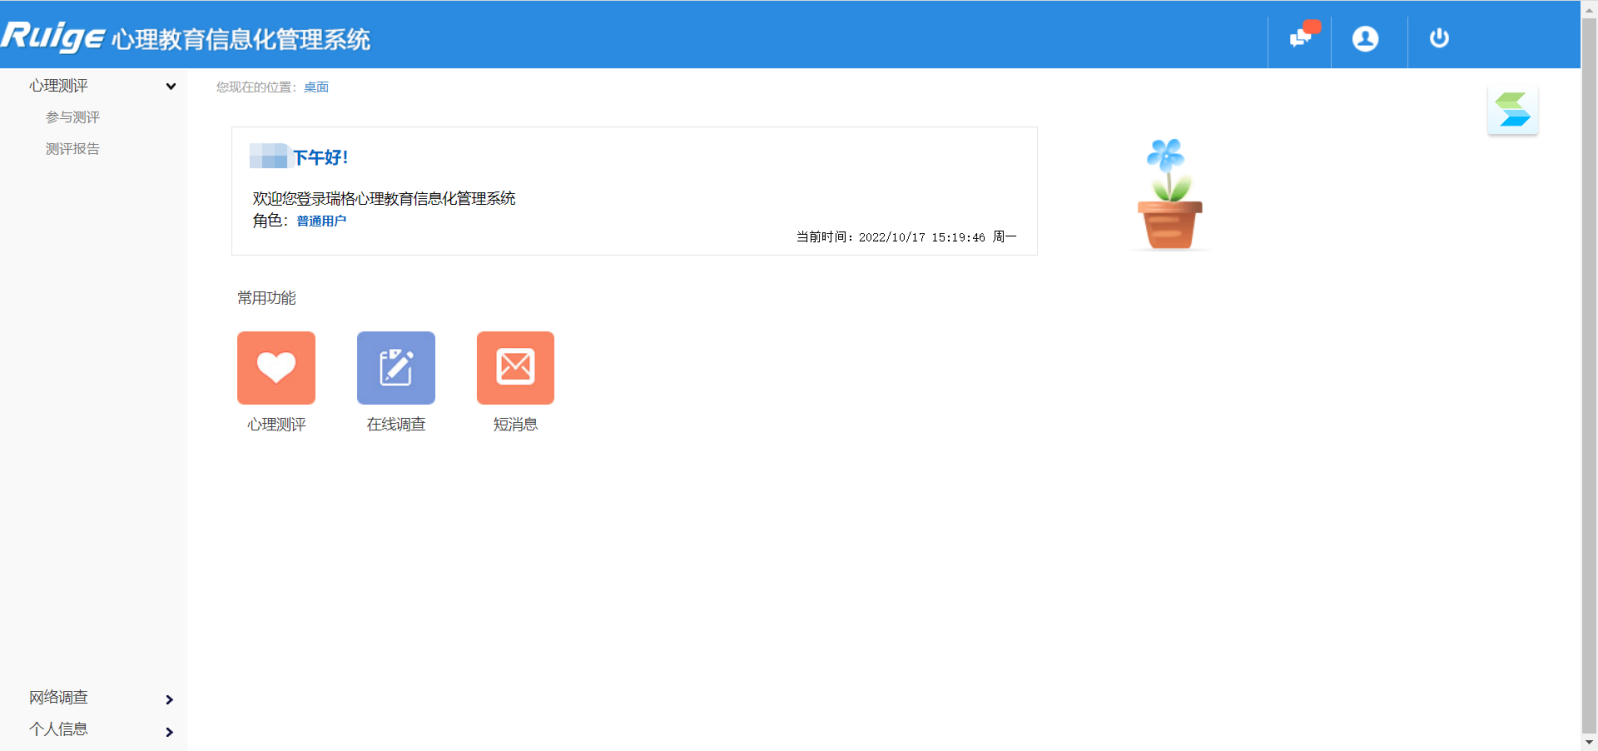 Ruige 心理教育信息化管理系统
心理测评
参与测评
测评报告
您现在的位置：桌面
下午好！
欢迎您登录瑞格心理教育信息化管理系统
角色：普通用户
当前时间：2022/10/17 15:19:46 周一
常用功能
心理测评
在线调查
短消息
网络调查
个人信息